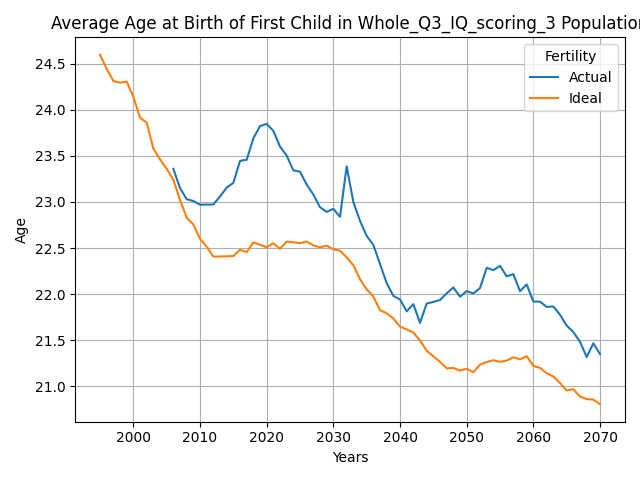 Average Age at Birth of First Child in Whole_Q3_IQ_scoring_3 Population
Fertility
Actual
Ideal
24.5
24.0
23.5
23.0
22.5
22.0
21.5
21.0
Age
2000 2010 2020 2030 2040 2050 2060 2070
Years